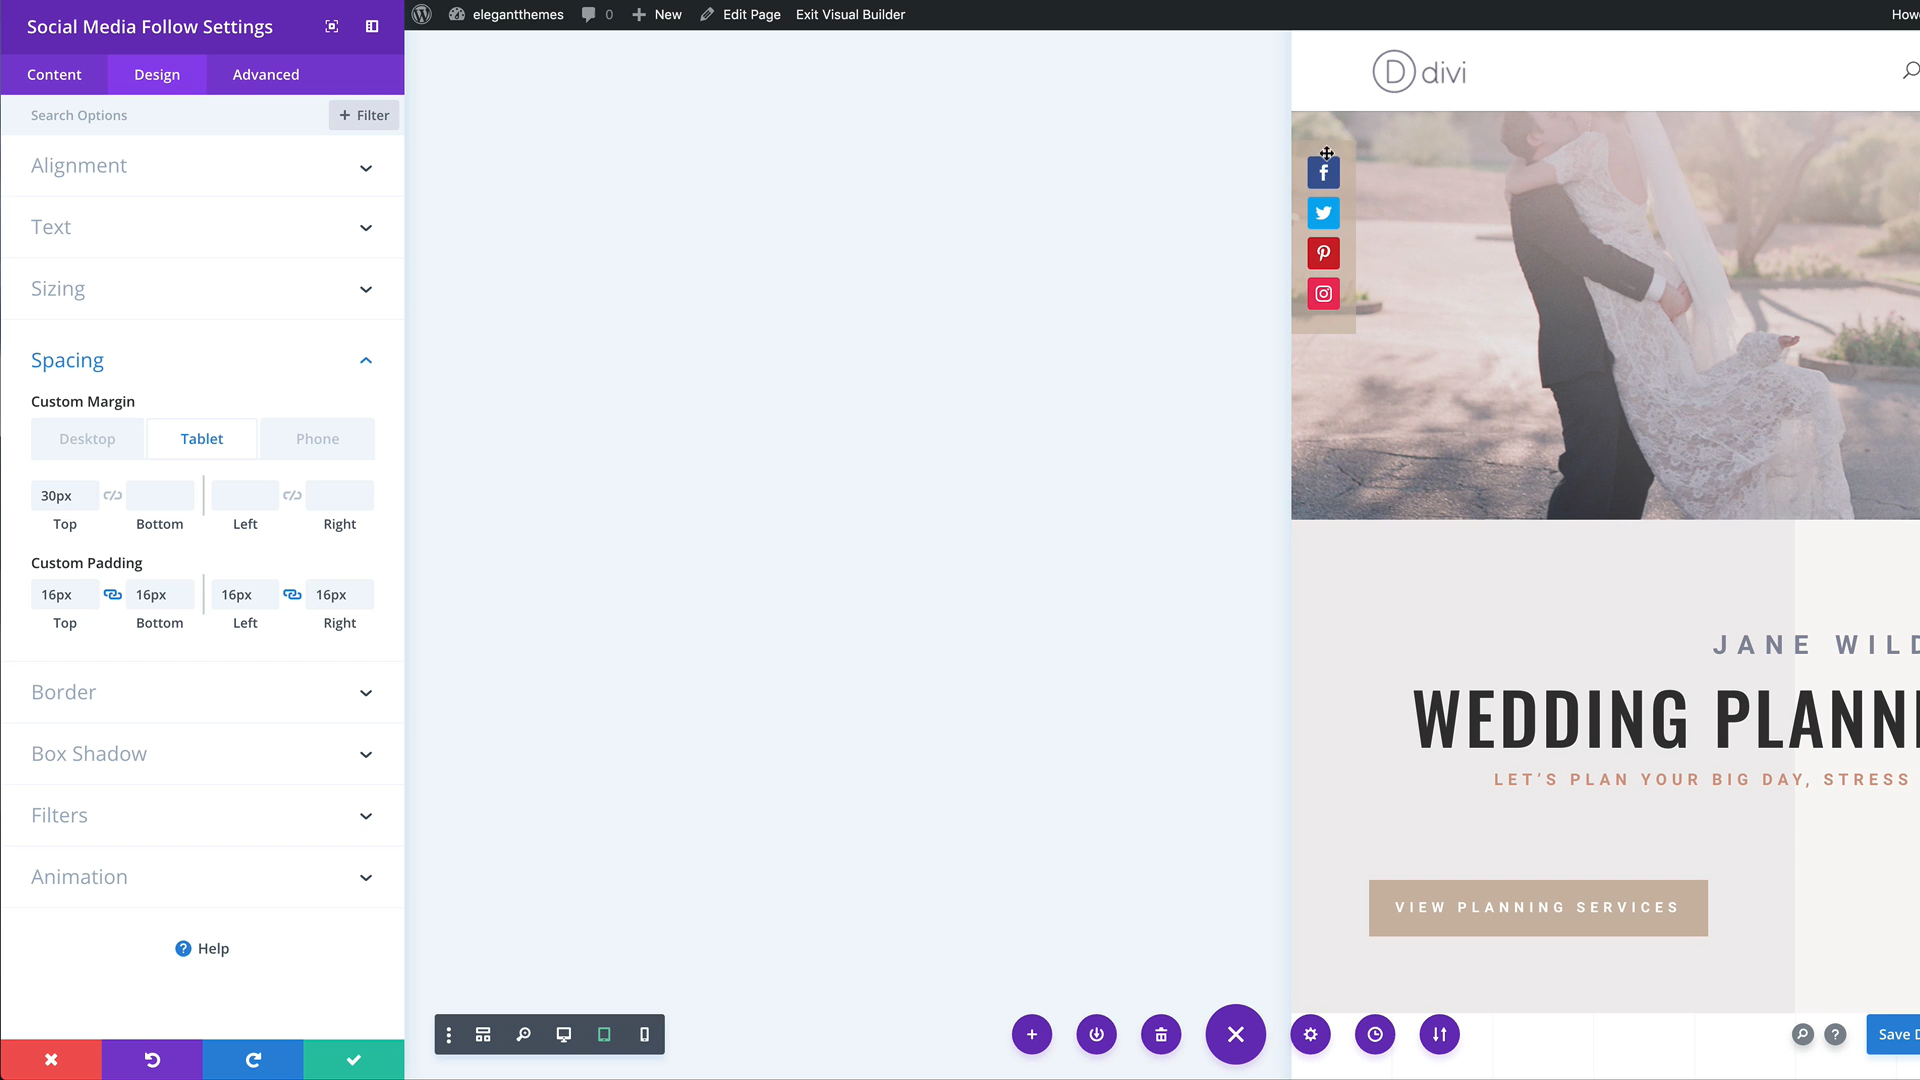 Social Media Follow Settings
elegantthemes 0 New Edit Page Exit Visual Builder
Content Design Advanced
Search Options + Filter
Alignment
Text
Sizing
Spacing
Custom Margin
Desktop Tablet Phone
30px
Top Bottom Left Right
Custom Padding
16px 16px 16px 16px
Top Bottom Left Right
Border
Box Shadow
Filters
Animation
? Help
D divi
f
JANE WILD
WEDDING PLANN
LET'S PLAN YOUR BIG DAY, STRESS
VIEW PLANNING SERVICES
? Save